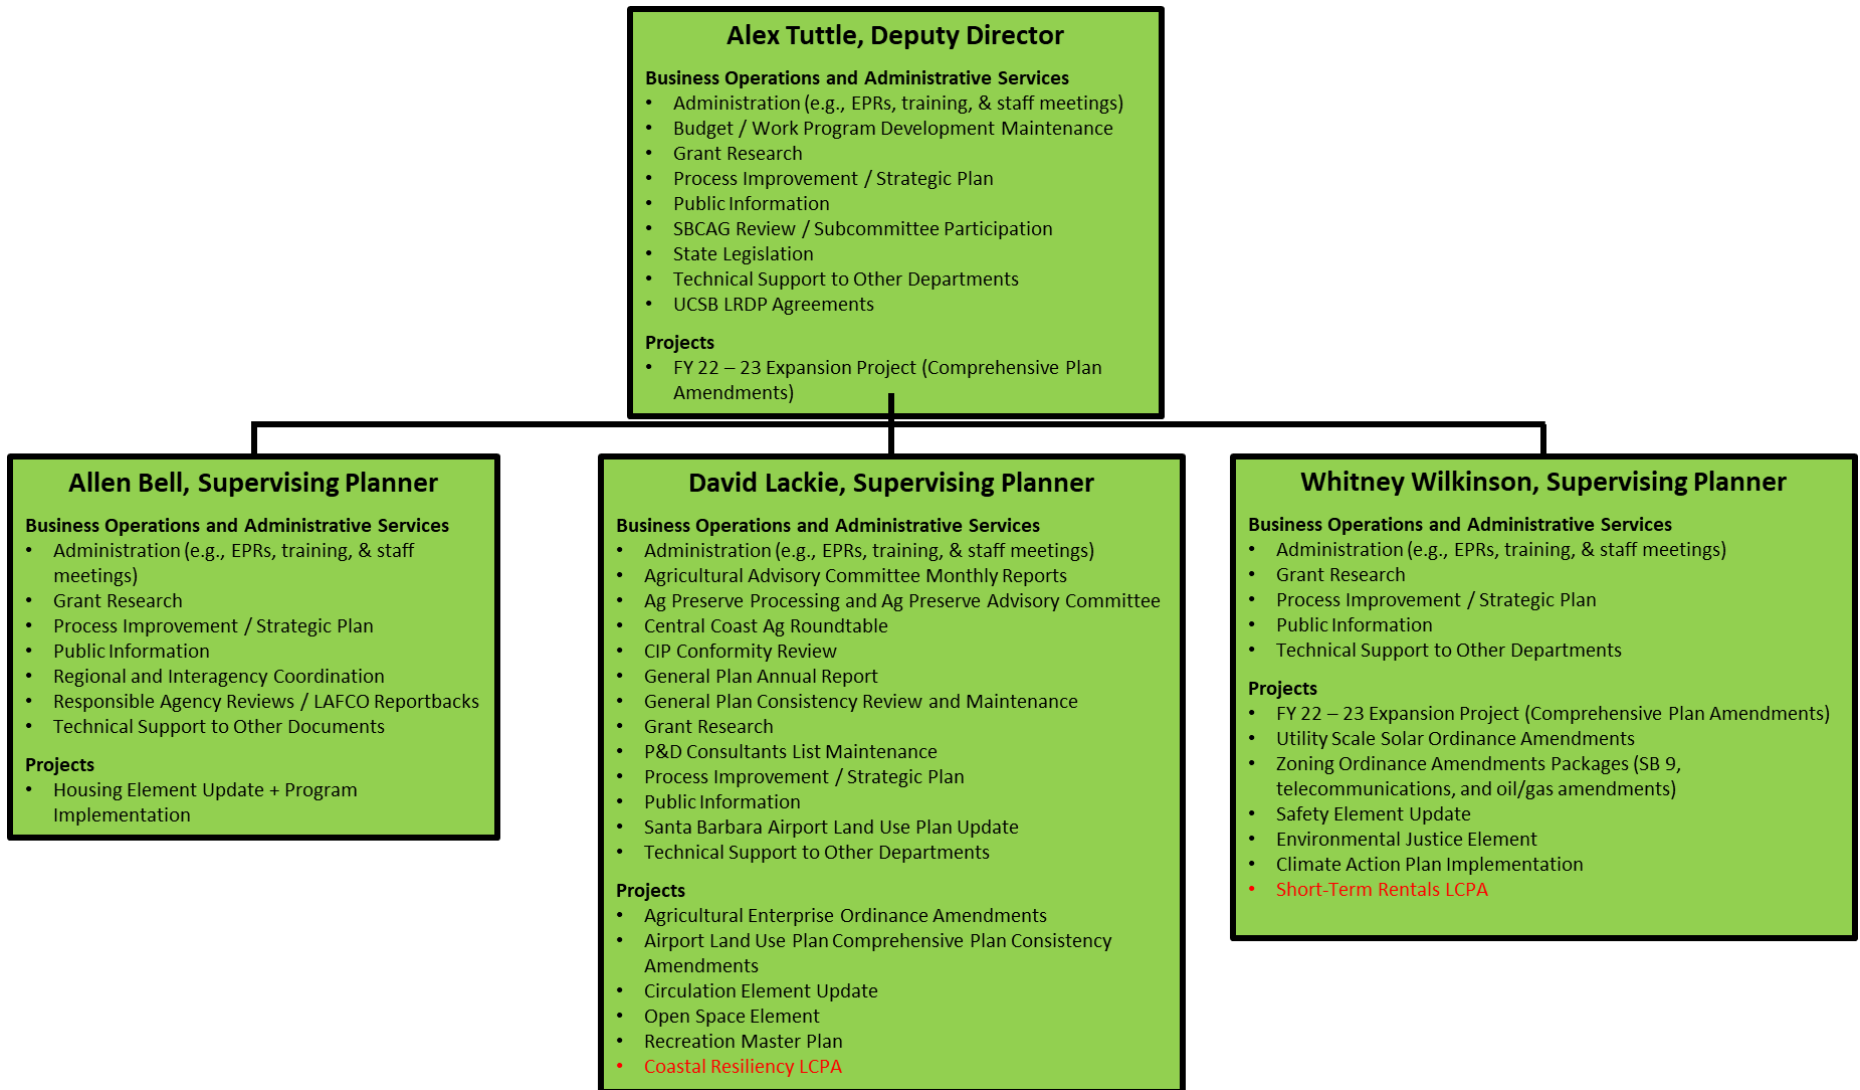 Alex Tuttle, Deputy Director
Business Operations and Administrative Services
• Administration (e.g., EPRs, training, & staff meetings)
• Budget / Work Program Development Maintenance
• Grant Research
• Process Improvement / Strategic Plan
• Public Information
• SBCAG Review / Subcommittee Participation
• State Legislation
• Technical Support to Other Departments
• UCSB LRDP Agreements
Projects
• FY 22 – 23 Expansion Project (Comprehensive Plan
Amendments)
Allen Bell, Supervising Planner
Business Operations and Administrative Services
• Administration (e.g., EPRs, training, & staff
meetings)
• Grant Research
• Process Improvement / Strategic Plan
• Public Information
• Regional and Interagency Coordination
• Responsible Agency Reviews / LAFCO Reportbacks
• Technical Support to Other Documents
Projects
• Housing Element Update + Program
Implementation
David Lackie, Supervising Planner
Business Operations and Administrative Services
• Administration (e.g., EPRs, training, & staff meetings)
• Agricultural Advisory Committee Monthly Reports
• Ag Preserve Processing and Ag Preserve Advisory Committee
• Central Coast Ag Roundtable
• CIP Conformity Review
• General Plan Annual Report
• General Plan Consistency Review and Maintenance
• Grant Research
• P&D Consultants List Maintenance
• Process Improvement / Strategic Plan
• Public Information
• Santa Barbara Airport Land Use Plan Update
• Technical Support to Other Departments
Projects
• Agricultural Enterprise Ordinance Amendments
• Airport Land Use Plan Comprehensive Plan Consistency
Amendments
• Circulation Element Update
• Open Space Element
• Recreation Master Plan
• Coastal Resiliency LCPA
Whitney Wilkinson, Supervising Planner
Business Operations and Administrative Services
• Administration (e.g., EPRs, training, & staff meetings)
• Grant Research
• Process Improvement / Strategic Plan
• Public Information
• Technical Support to Other Departments
Projects
• FY 22 – 23 Expansion Project (Comprehensive Plan Amendments)
• Utility Scale Solar Ordinance Amendments
• Zoning Ordinance Amendments Packages (SB 9,
telecommunications, and oil/gas amendments)
• Safety Element Update
• Environmental Justice Element
• Climate Action Plan Implementation
• Short-Term Rentals LCPA